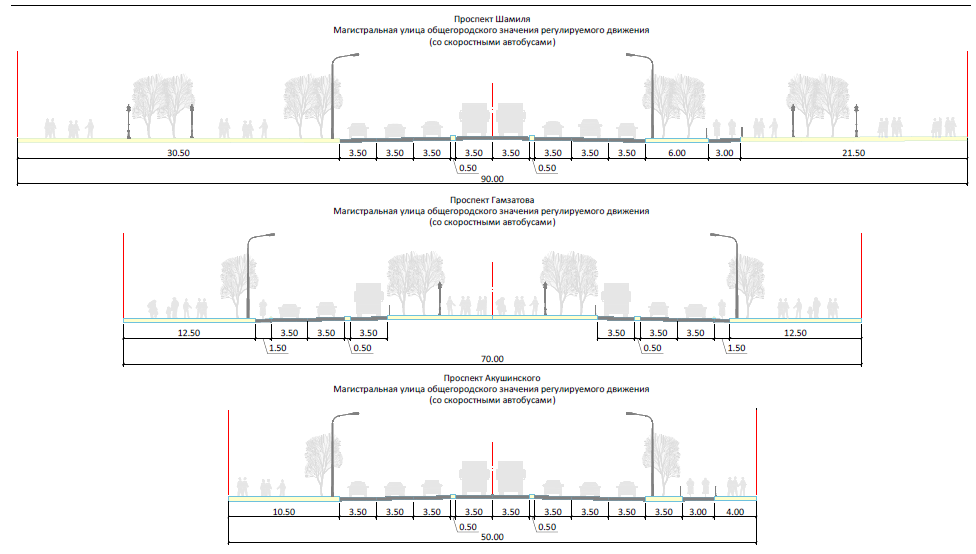 Проспект Шамиля
Магистральная улица общегородского значения регулируемого движения
(со скоростными автобусами)
30.50 3.50 3.50 3.50 3.50 3.50 3.50 3.50 3.50 6.00 3.00 21.50
0.50 0.50
90.00
Проспект Гамзатова
Магистральная улица общегородского значения регулируемого движения
(со скоростными автобусами)
12.50 3.50 3.50 3.50 3.50 3.50 3.50 12.50
1.50 0.50 0.50 1.50
70.00
Проспект Акушинского
Магистральная улица общегородского значения регулируемого движения
(со скоростными автобусами)
10.50 3.50 3.50 3.50 3.50 3.50 3.50 3.50 3.50 3.50 3.00 4.00
0.50 0.50
50.00